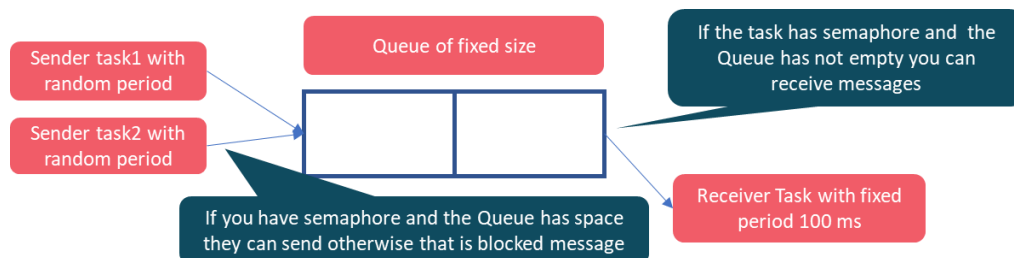 Sender task1 with
random period
Queue of fixed size
If the task has semaphore and the
Queue has not empty you can
receive messages
Sender task2 with
random period
If you have semaphore and the Queue has space
they can send otherwise that is blocked message
Receiver Task with fixed
period 100 ms